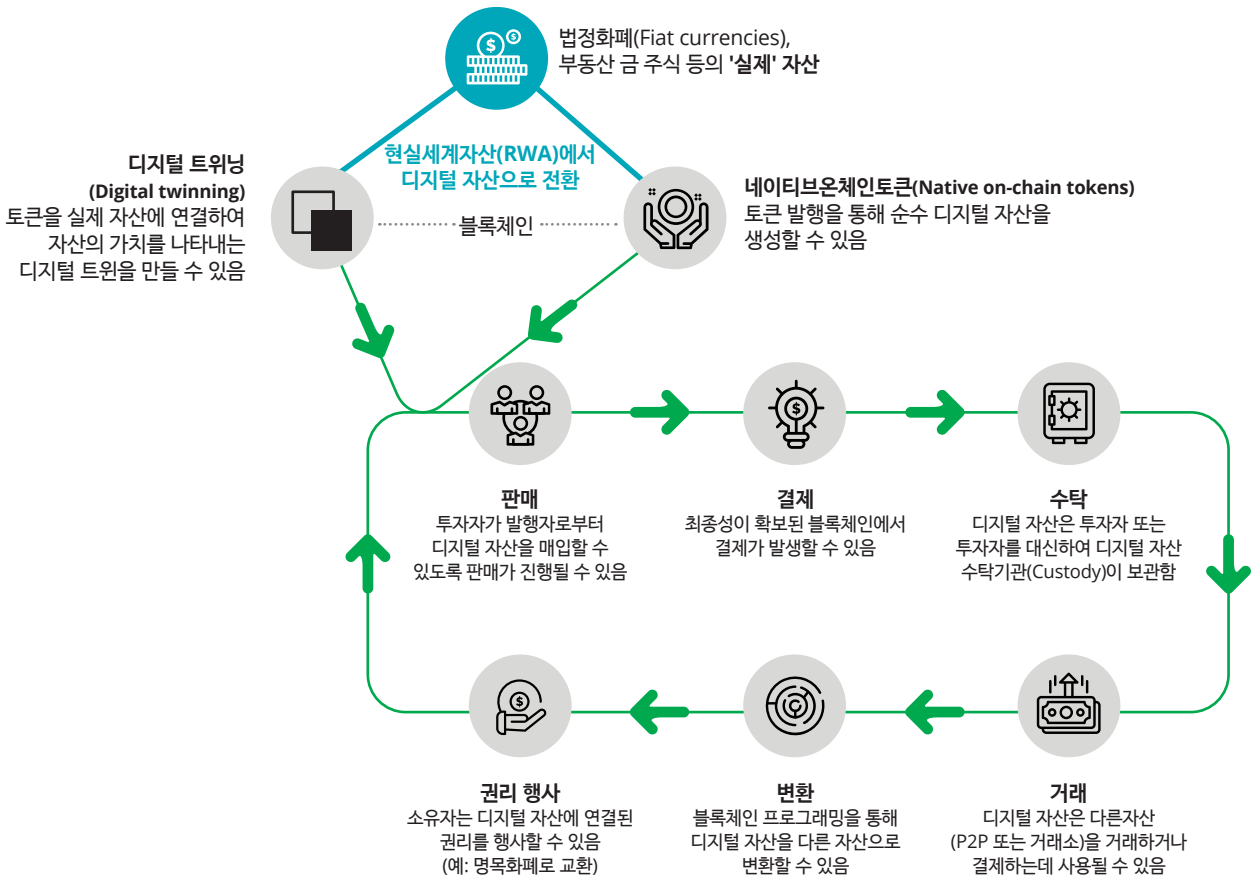 법정화폐(Fiat currencies),
부동산 금 주식 등의 '실제' 자산
현실세계자산(RWA)에서
디지털 자산으로 전환
디지털 트위닝
(Digital twinning)
토큰을 실제 자산에 연결하여
자산의 가치를 나타내는
디지털 트윈을 만들 수 있음
블록체인
네이티브온체인토큰(Native on-chain tokens)
토큰 발행을 통해 순수 디지털 자산을
생성할 수 있음
판매
투자자가 발행자로부터
디지털 자산을 매입할 수
있도록 판매가 진행될 수 있음
결제
최종성이 확보된 블록체인에서
결제가 발생할 수 있음
수탁
디지털 자산은 투자자 또는
투자자를 대신하여 디지털 자산
수탁기관(Custody)이 보관함
권리 행사
소유자는 디지털 자산에 연결된
권리를 행사할 수 있음
(예: 명목화폐로 교환)
변환
블록체인 프로그래밍을 통해
디지털 자산을 다른 자산으로
변환할 수 있음
거래
디지털 자산은 다른자산
(P2P 또는 거래소)을 거래하거나
결제하는데 사용될 수 있음